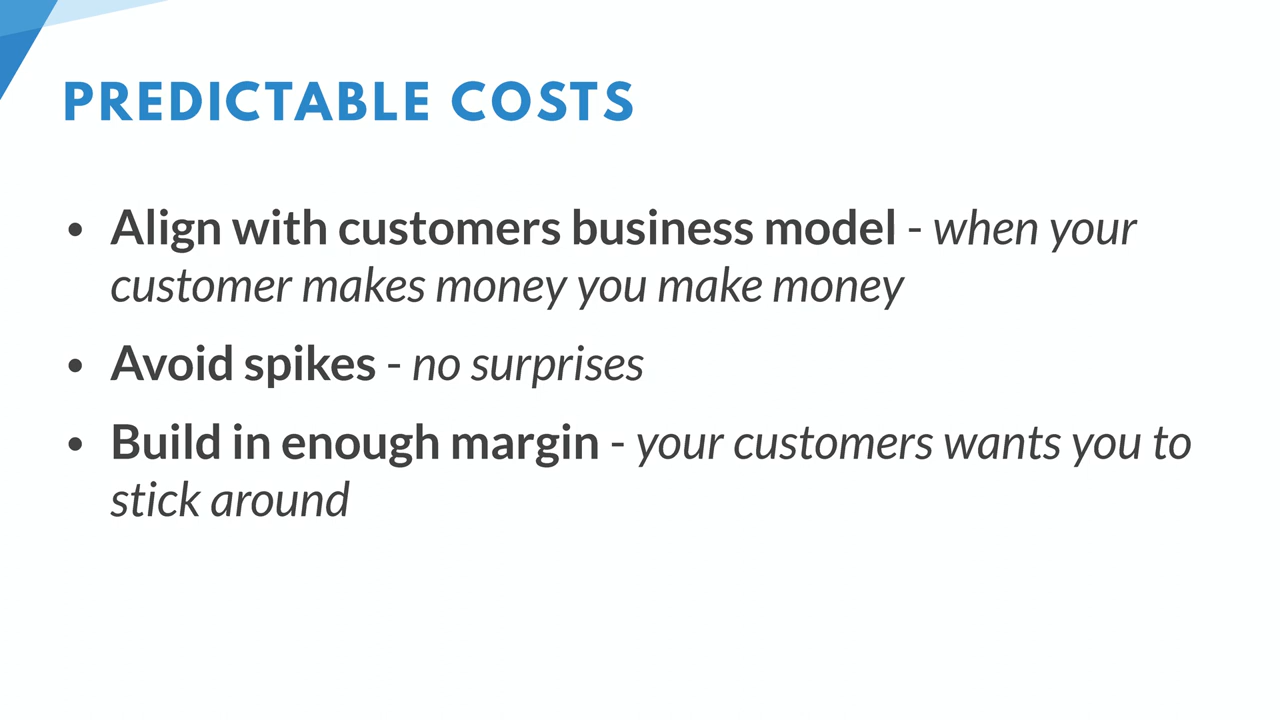 PREDICTABLE COSTS
• Align with customers business model - when your
customer makes money you make money
• Avoid spikes - no surprises
• Build in enough margin - your customers wants you to
stick around